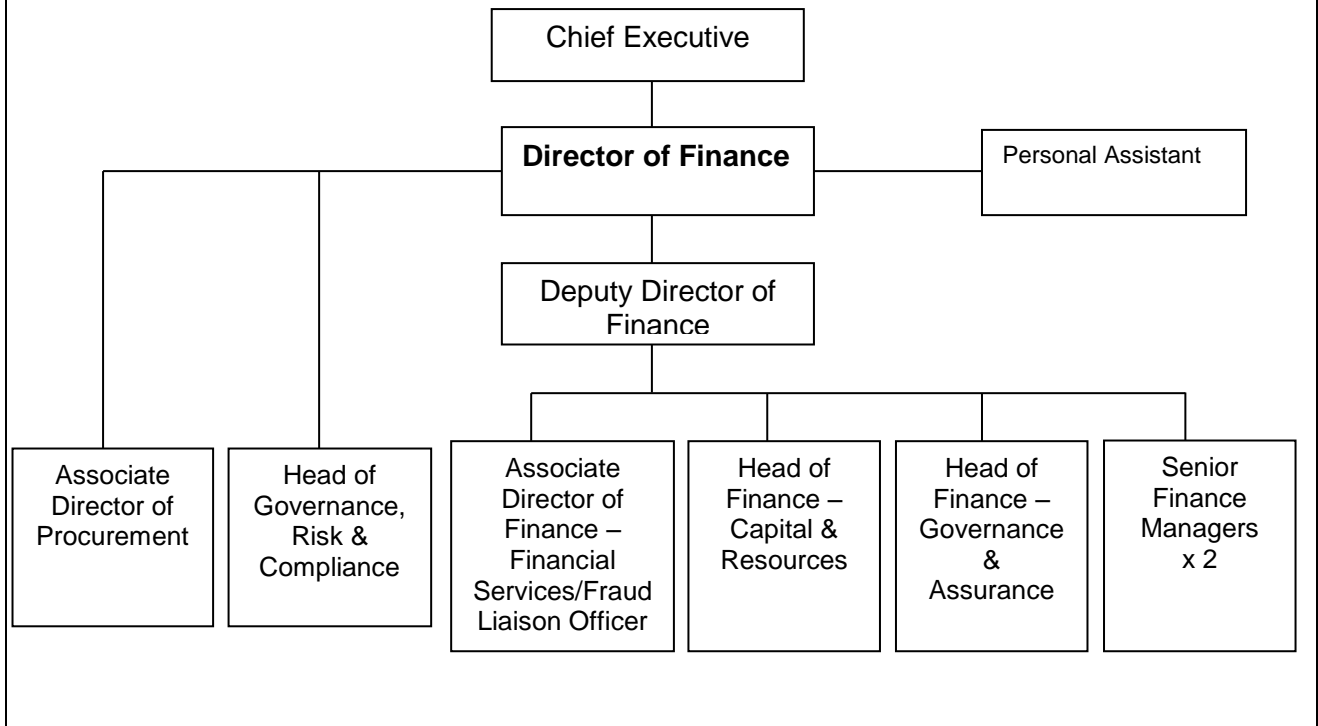 Chief Executive
Director of Finance
Personal Assistant
Deputy Director of
Finance
Associate
Director of
Procurement
Head of
Governance,
Risk &
Compliance
Associate
Director of
Finance –
Financial
Services/Fraud
Liaison Officer
Head of
Finance –
Capital &
Resources
Head of
Finance –
Governance
&
Assurance
Senior
Finance
Managers
x 2